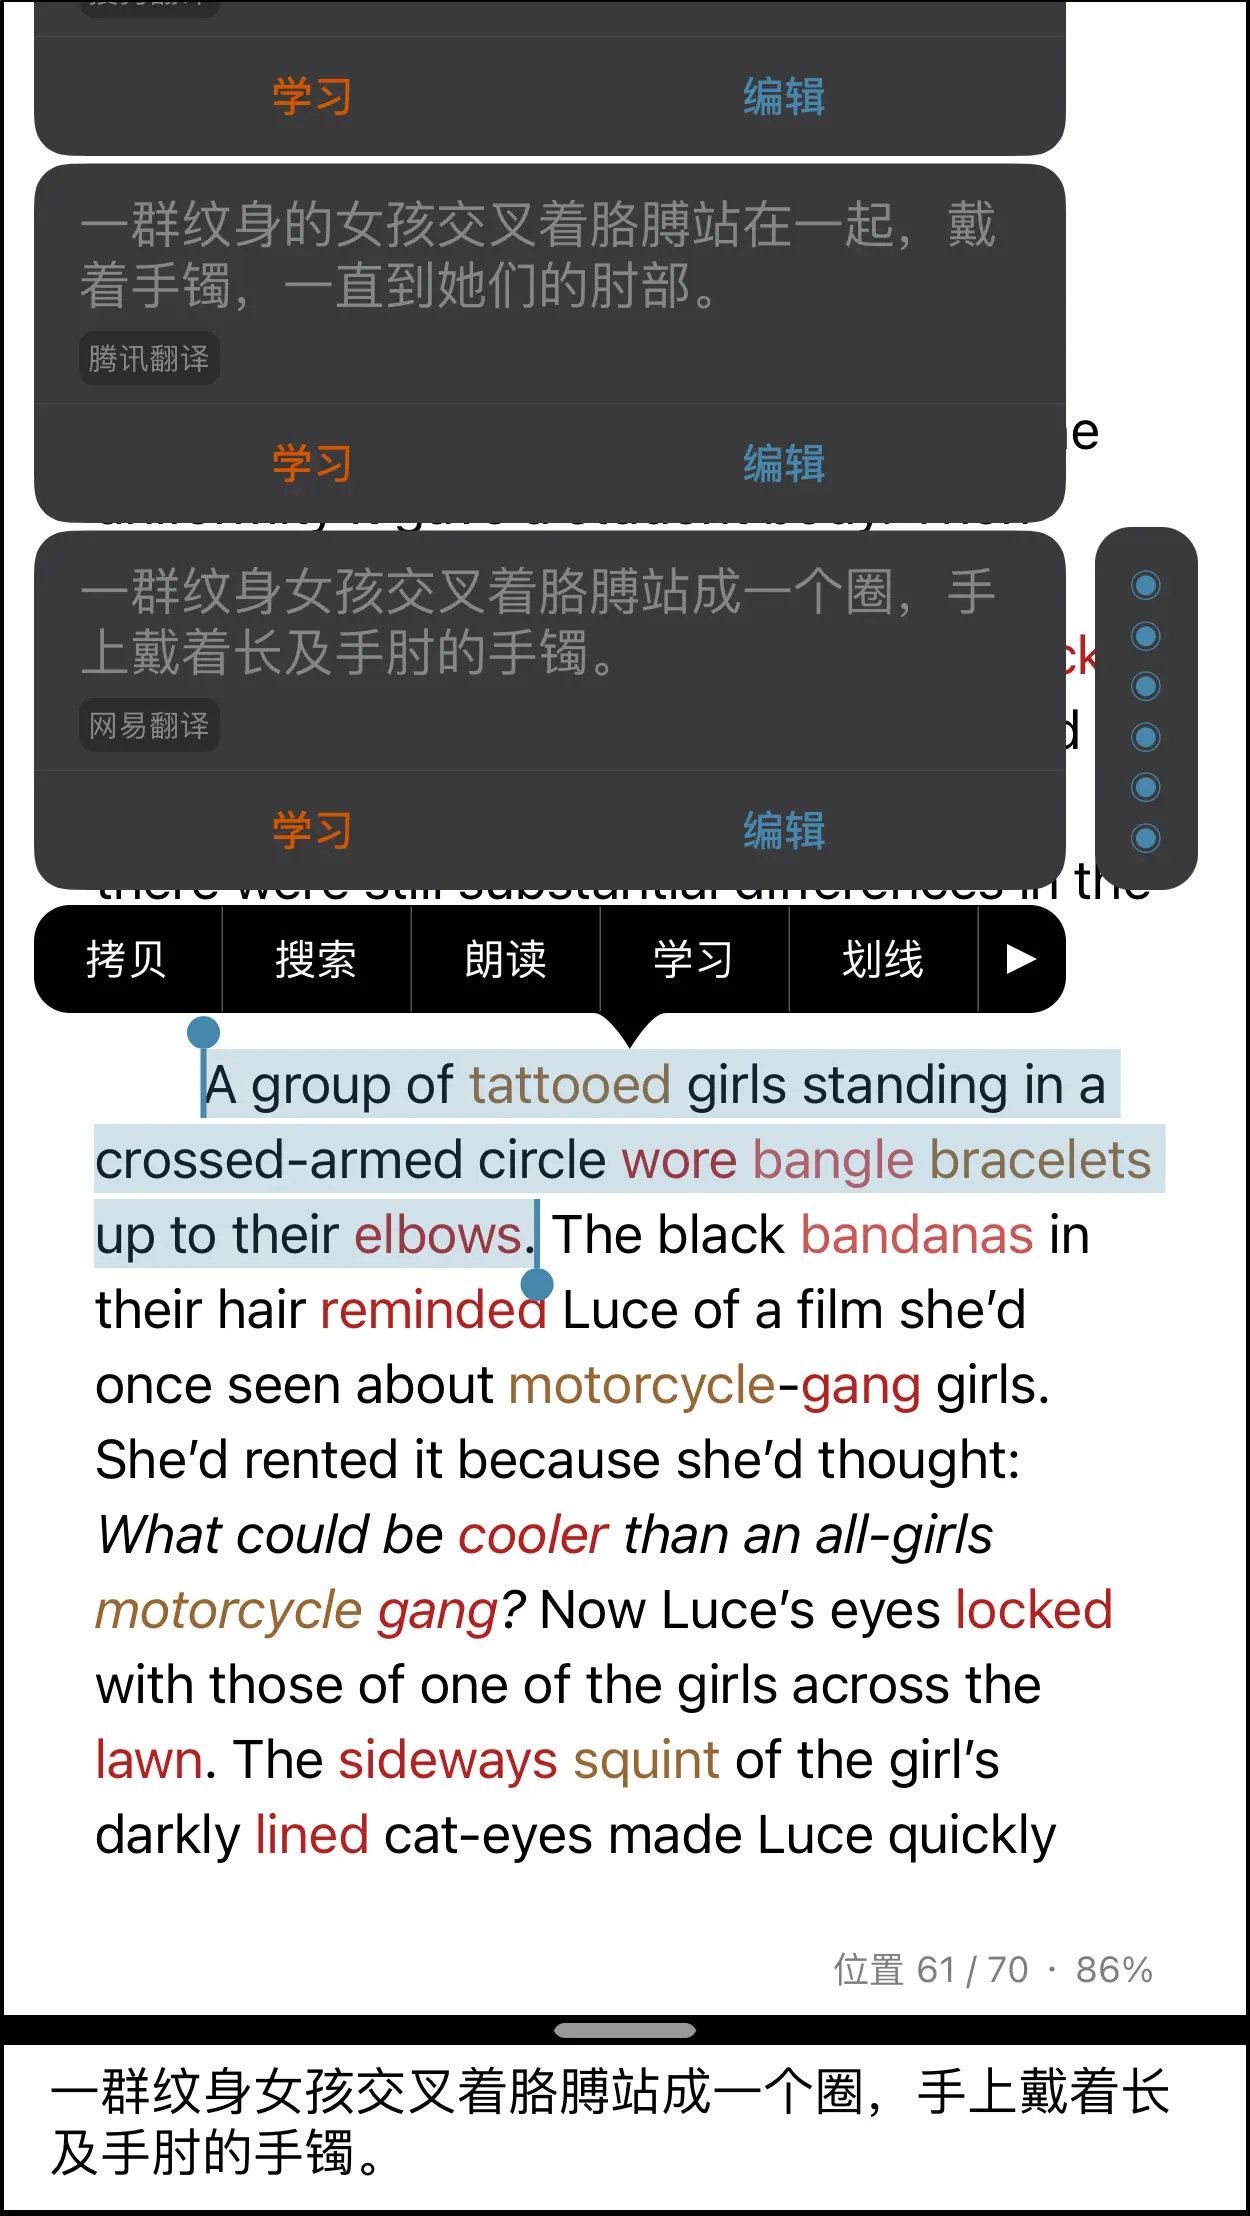 学习 编辑
一群纹身的女孩交叉着胳膊站在一起，戴
着手镯，一直到她们的肘部。
腾讯翻译
学习 编辑
一群纹身女孩交叉着胳膊站成一个圈，手
上戴着长及手肘的手镯。
网易翻译
学习 编辑
there were still substantial differences in the
拷贝 搜索 朗读 学习 划线 ▶
A group of tattooed girls standing in a
crossed-armed circle wore bangle bracelets
up to their elbows. The black bandanas in
their hair reminded Luce of a film she’d
once seen about motorcycle-gang girls.
She’d rented it because she’d thought:
What could be cooler than an all-girls
motorcycle gang? Now Luce’s eyes locked
with those of one of the girls across the
lawn. The sideways squint of the girl’s
darkly lined cat-eyes made Luce quickly
位置 61 / 70 · 86%
一群纹身女孩交叉着胳膊站成一个圈，手上戴着长
及手肘的手镯。